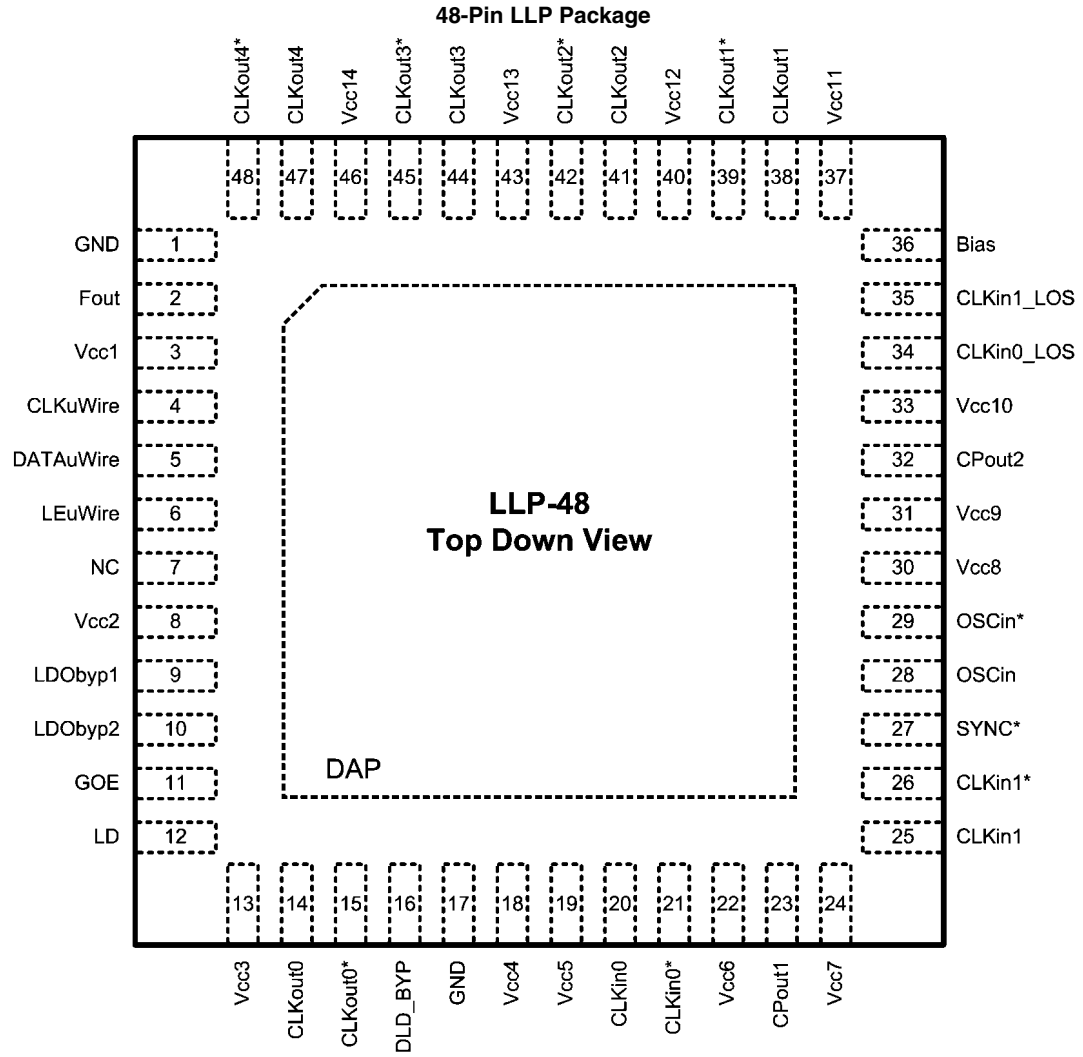 48-Pin LLP Package
CLKout4*
CLKout4
Vcc14
CLKout3*
CLKout3
Vcc13
CLKout2*
CLKout2
Vcc12
CLKout1*
CLKout1
Vcc11
48 47 46 45 44 43 42 41 40 39 38 37
GND 1
Fout 2
Vcc1 3
CLKuWire 4
DATAuWire 5
LEuWire 6
NC 7
Vcc2 8
LDObyp1 9
LDObyp2 10
GOE 11
LD 12
LLP-48
Top Down View
DAP
36 Bias
35 CLKin1_LOS
34 CLKin0_LOS
33 Vcc10
32 CPout2
31 Vcc9
30 Vcc8
29 OSCin*
28 OSCin
27 SYNC*
26 CLKin1*
25 CLKin1
13 14 15 16 17 18 19 20 21 22 23 24
Vcc3
CLKout0
CLKout0*
DLD_BYP
GND
Vcc4
Vcc5
CLKin0
CLKin0*
Vcc6
CPout1
Vcc7